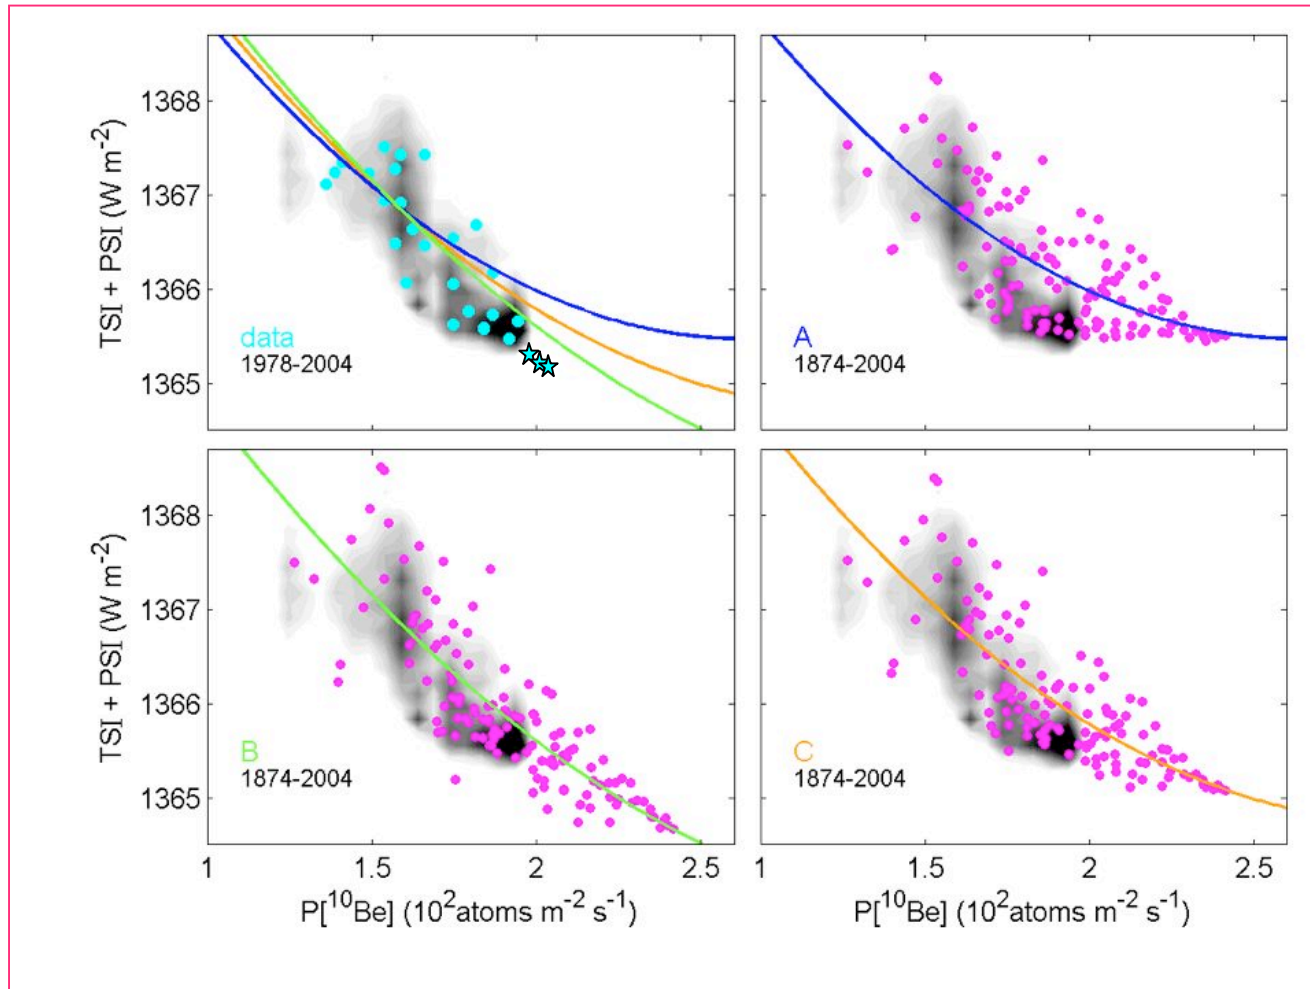 1368
1367
1366
1365
TSI + PSI (W m⁻²)
data
1978-2004
A
1874-2004
1368
1367
1366
1365
TSI + PSI (W m⁻²)
B
1874-2004
C
1874-2004
1 1.5 2 2.5
1 1.5 2 2.5
P[¹⁰Be] (10²atoms m⁻² s⁻¹)
P[¹⁰Be] (10²atoms m⁻² s⁻¹)